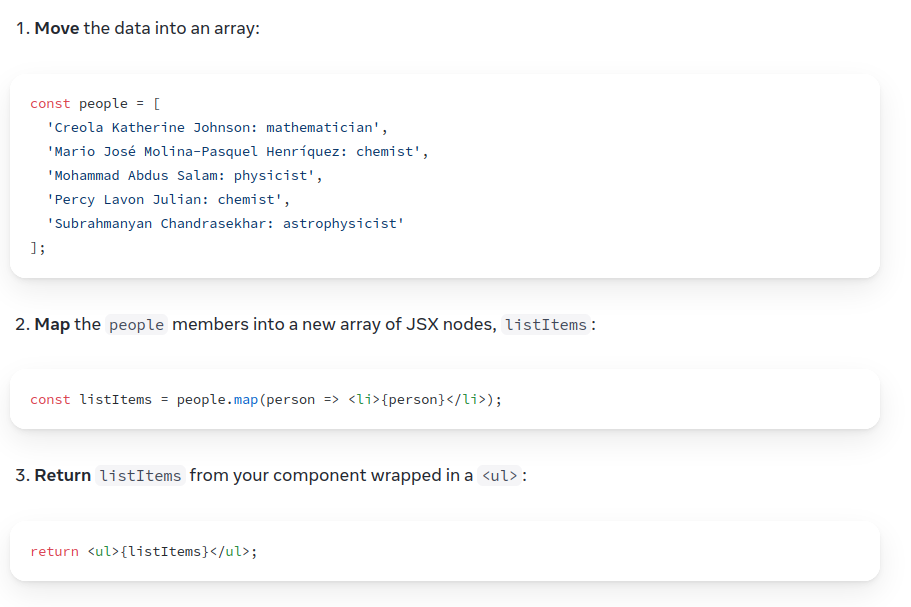 1. Move the data into an array:
const people = [
  'Creola Katherine Johnson: mathematician',
  'Mario José Molina-Pasquel Henríquez: chemist',
  'Mohammad Abdus Salam: physicist',
  'Percy Lavon Julian: chemist',
  'Subrahmanyan Chandrasekhar: astrophysicist'
];
2. Map the people members into a new array of JSX nodes, listItems:
const listItems = people.map(person => <li>{person}</li>);
3. Return listItems from your component wrapped in a <ul>:
return <ul>{listItems}</ul>;